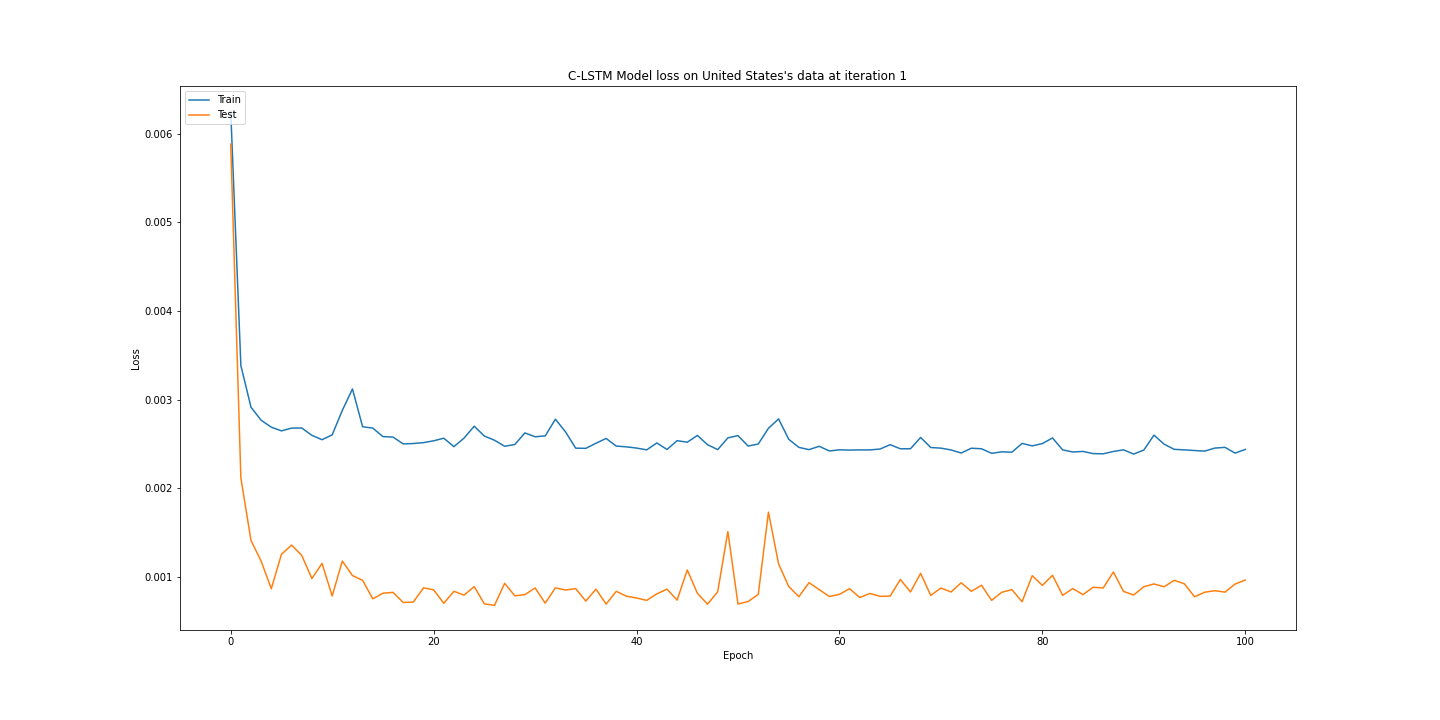 C-LSTM Model loss on United States's data at iteration 1
Train
Test
0.006
0.005
0.004
0.003
0.002
0.001
Loss
0 20 40 60 80 100
Epoch